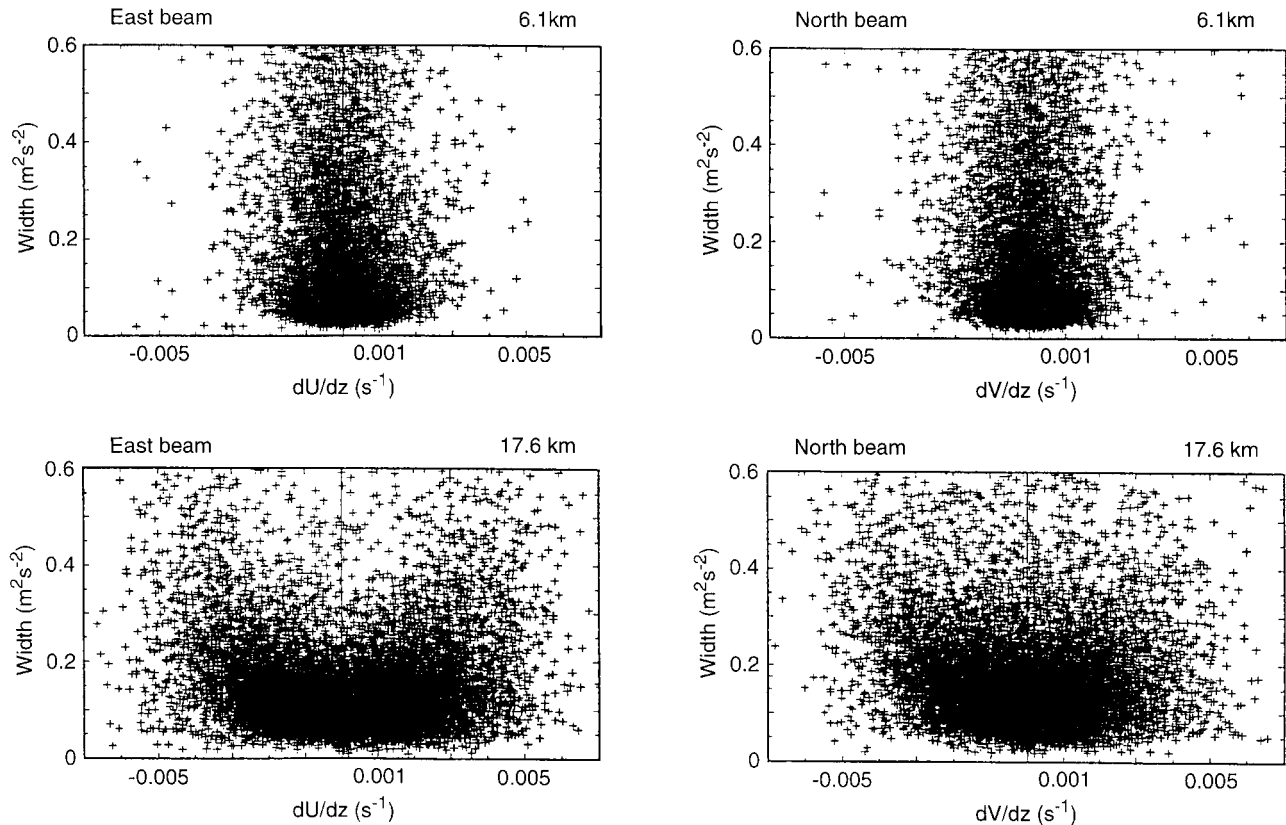 East beam 6.1km
North beam 6.1km
0.6
0.4
0.2
0
Width (m²s⁻²)
-0.005 0.001 0.005
dU/dz (s⁻¹)
0.6
0.4
0.2
0
Width (m²s⁻²)
-0.005 0.001 0.005
dV/dz (s⁻¹)
East beam 17.6 km
North beam 17.6 km
0.6
0.4
0.2
0
Width (m²s⁻²)
-0.005 0.001 0.005
dU/dz (s⁻¹)
0.6
0.4
0.2
0
Width (m²s⁻²)
-0.005 0.001 0.005
dV/dz (s⁻¹)